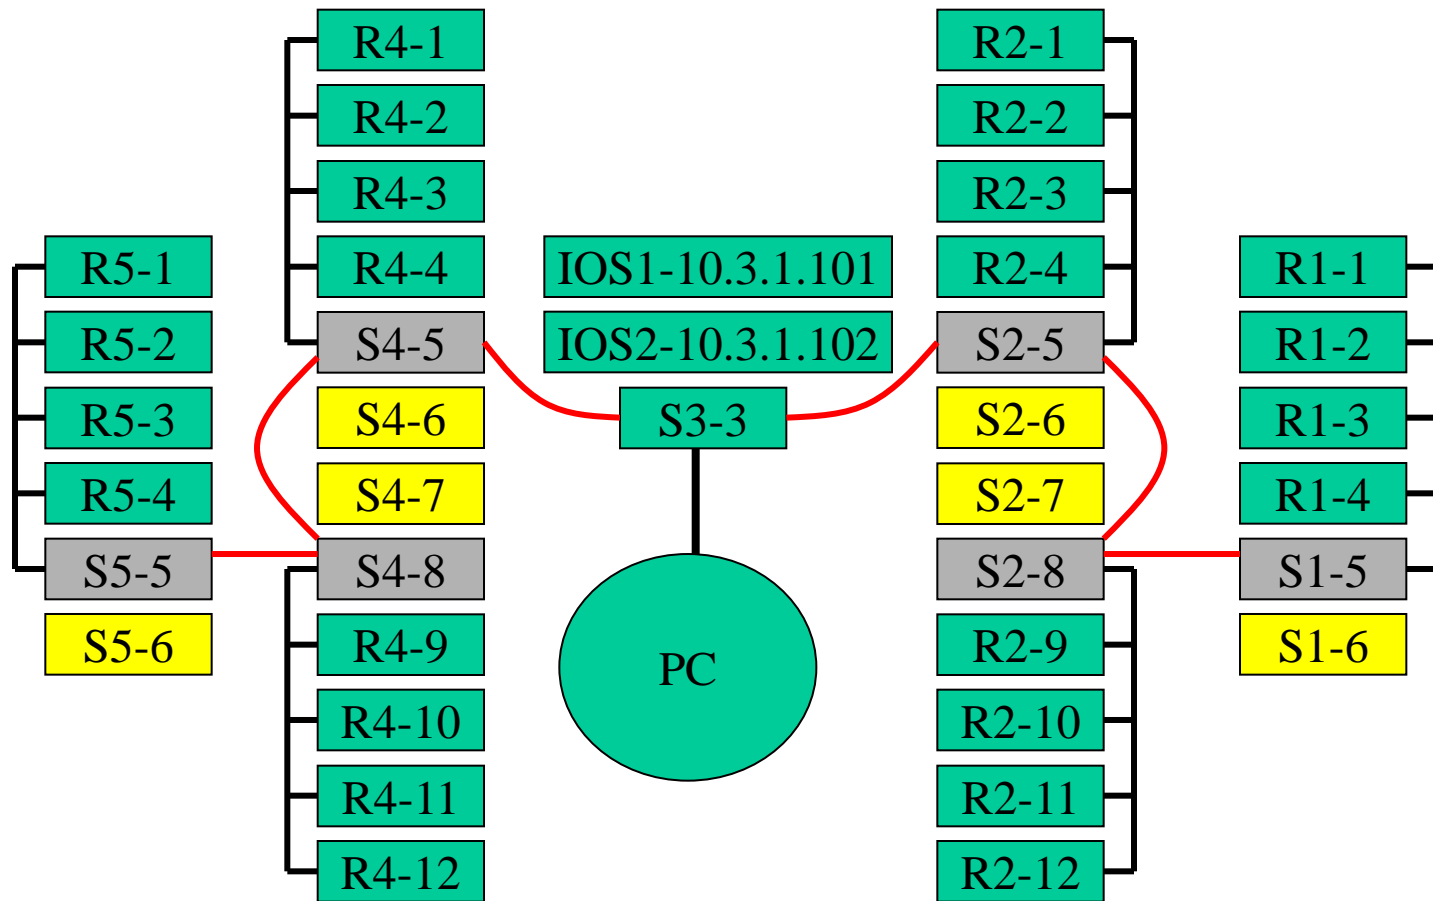 R4-1
R4-2
R4-3
R4-4
S4-5
S4-6
S4-7
S4-8
R4-9
R4-10
R4-11
R4-12
R5-1
R5-2
R5-3
R5-4
S5-5
S5-6
IOS1-10.3.1.101
IOS2-10.3.1.102
S3-3
PC
R2-1
R2-2
R2-3
R2-4
S2-5
S2-6
S2-7
S2-8
R2-9
R2-10
R2-11
R2-12
R1-1
R1-2
R1-3
R1-4
S1-5
S1-6